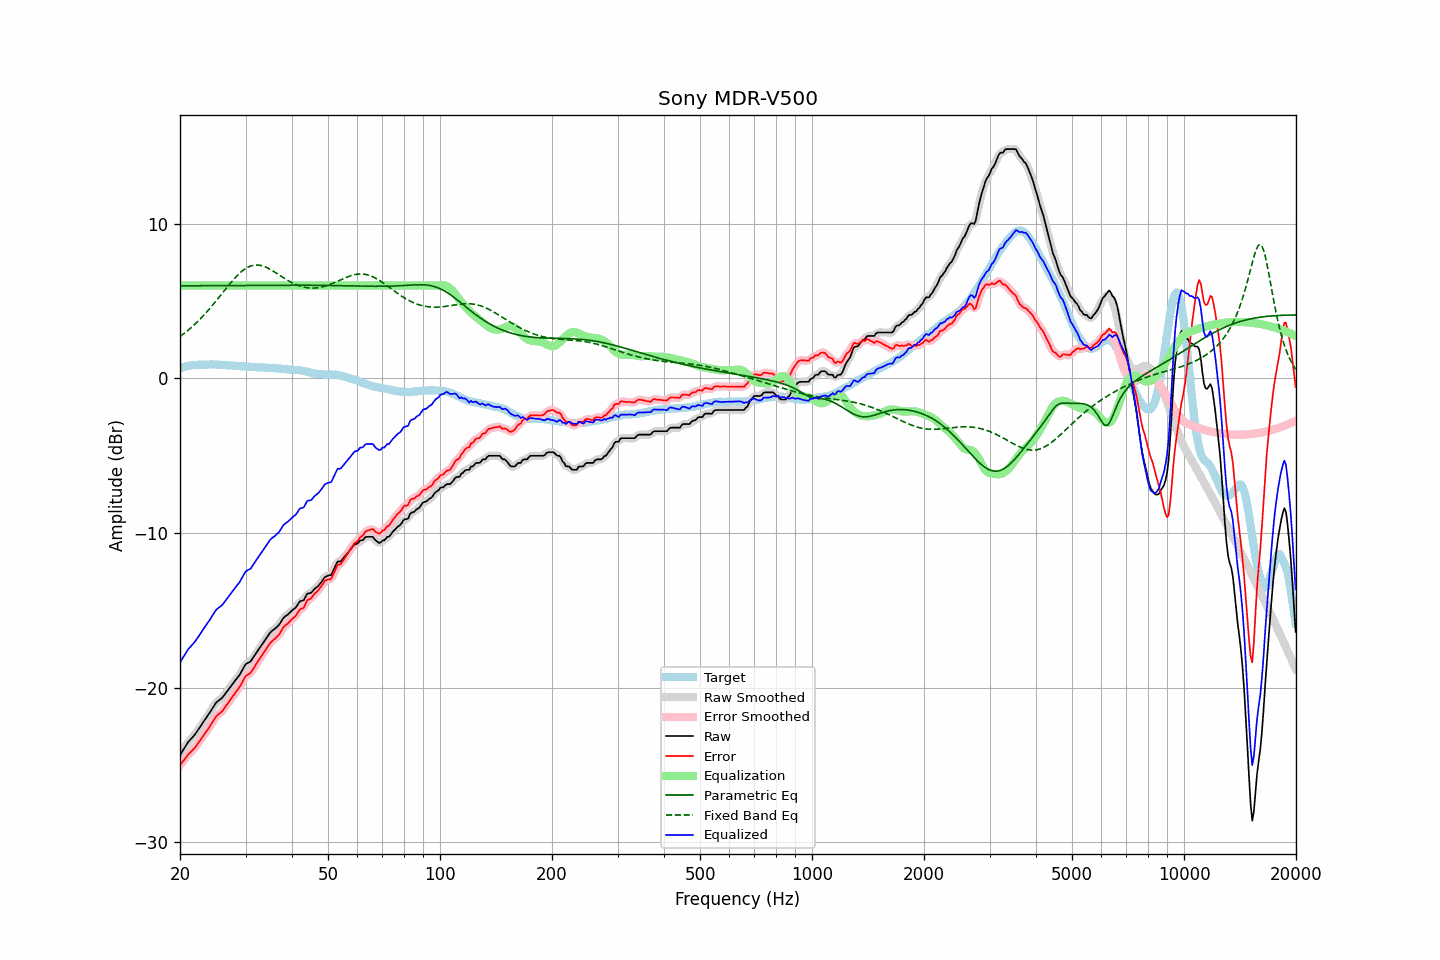 Sony MDR-V500
Amplitude (dBr)
10
0
−10
−20
−30
Target
Raw Smoothed
Error Smoothed
Raw
Error
Equalization
Parametric Eq
Fixed Band Eq
Equalized
20 50 100 200 500 1000 2000 5000 10000 20000
Frequency (Hz)